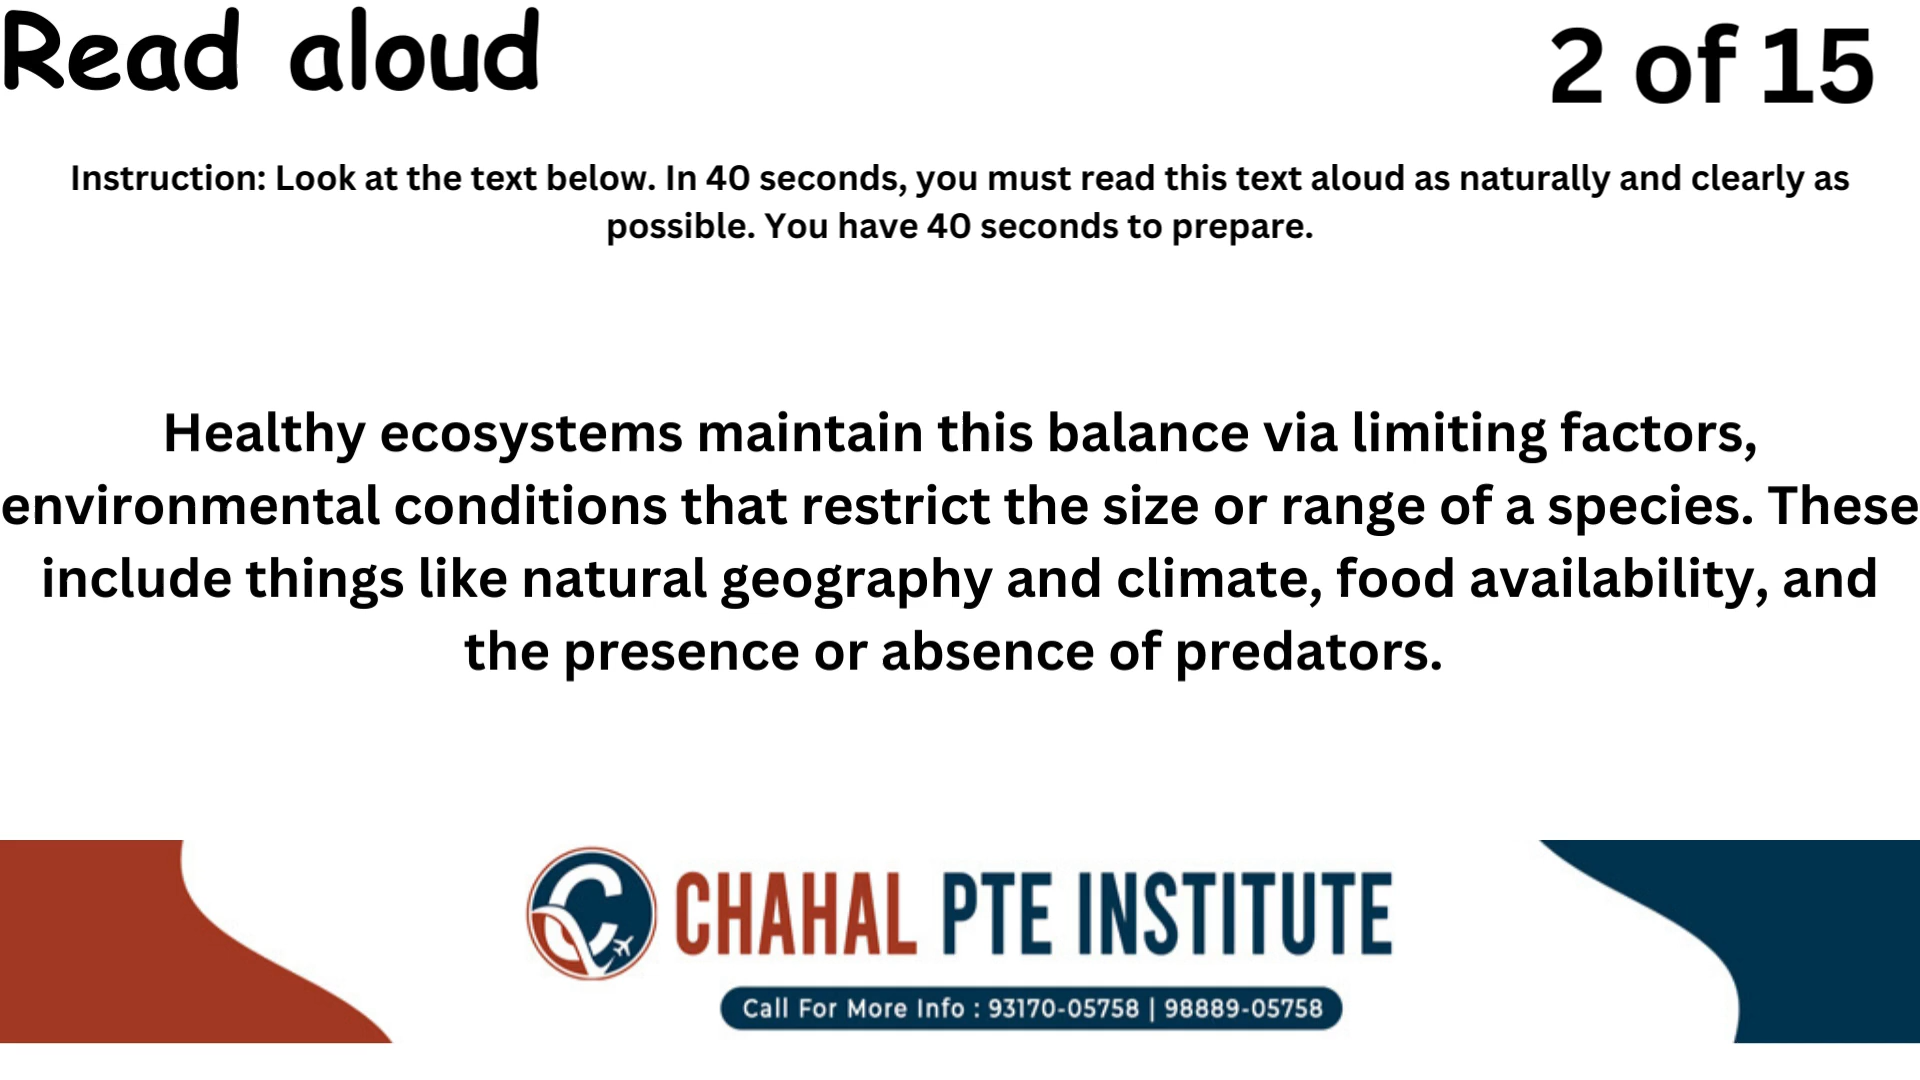 Read aloud
2 of 15
Instruction: Look at the text below. In 40 seconds, you must read this text aloud as naturally and clearly as
possible. You have 40 seconds to prepare.
Healthy ecosystems maintain this balance via limiting factors,
environmental conditions that restrict the size or range of a species. These
include things like natural geography and climate, food availability, and
the presence or absence of predators.
CHAHAL PTE INSTITUTE
Call For More Info : 93170-05758 | 98889-05758